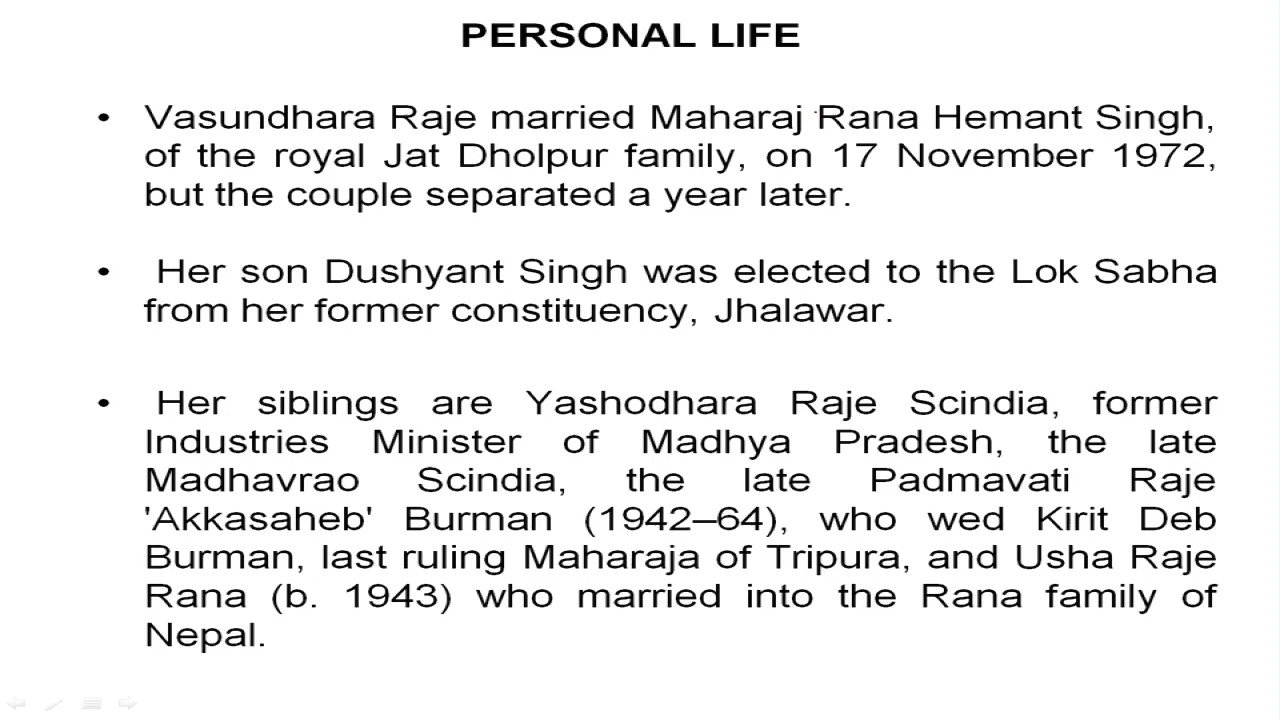 PERSONAL LIFE
• Vasundhara Raje married Maharaj Rana Hemant Singh,
of the royal Jat Dholpur family, on 17 November 1972,
but the couple separated a year later.
• Her son Dushyant Singh was elected to the Lok Sabha
from her former constituency, Jhalawar.
• Her siblings are Yashodhara Raje Scindia, former
Industries Minister of Madhya Pradesh, the late
Madhavrao Scindia, the late Padmavati Raje
'Akkasaheb' Burman (1942–64), who wed Kirit Deb
Burman, last ruling Maharaja of Tripura, and Usha Raje
Rana (b. 1943) who married into the Rana family of
Nepal.